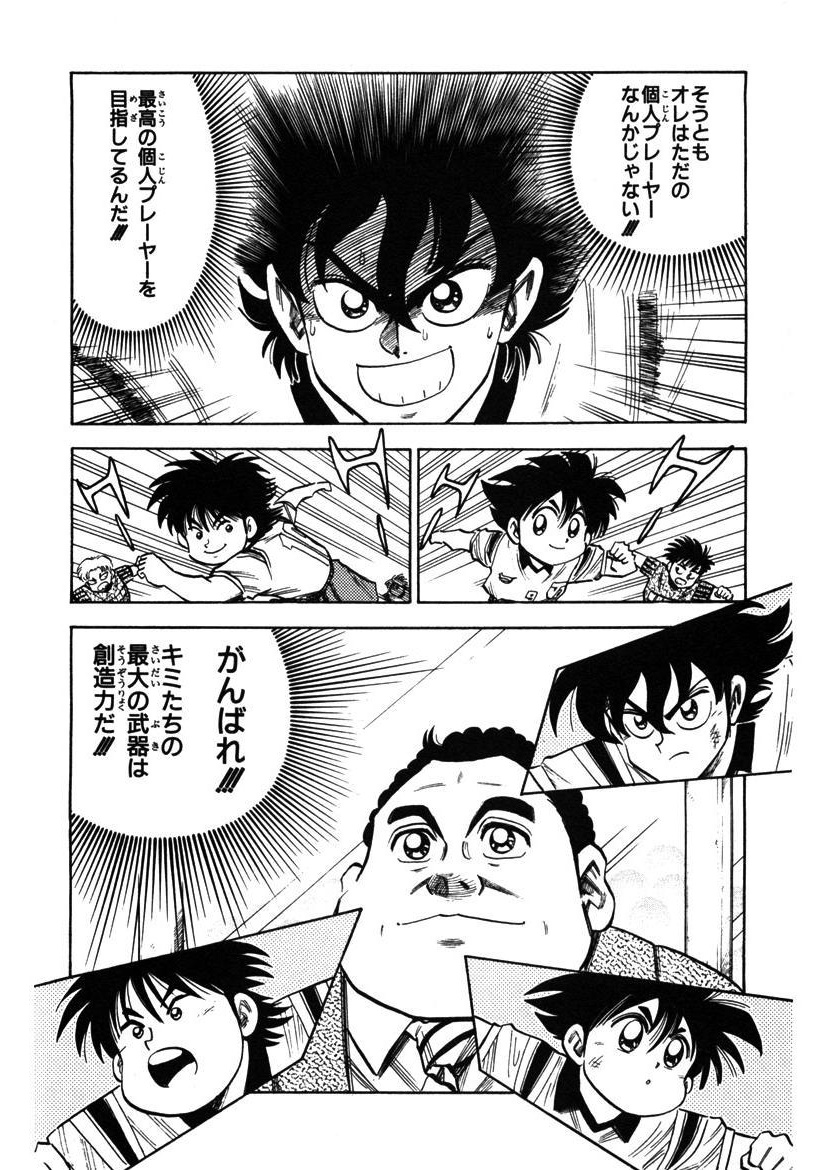 そうとも
オレはただの
個人プレーヤー
なんかじゃない!!!
最高の個人プレーヤーを
目指してるんだ!!!
がんばれ!!!
キミたちの
最大の武器は
創造力だ!!!